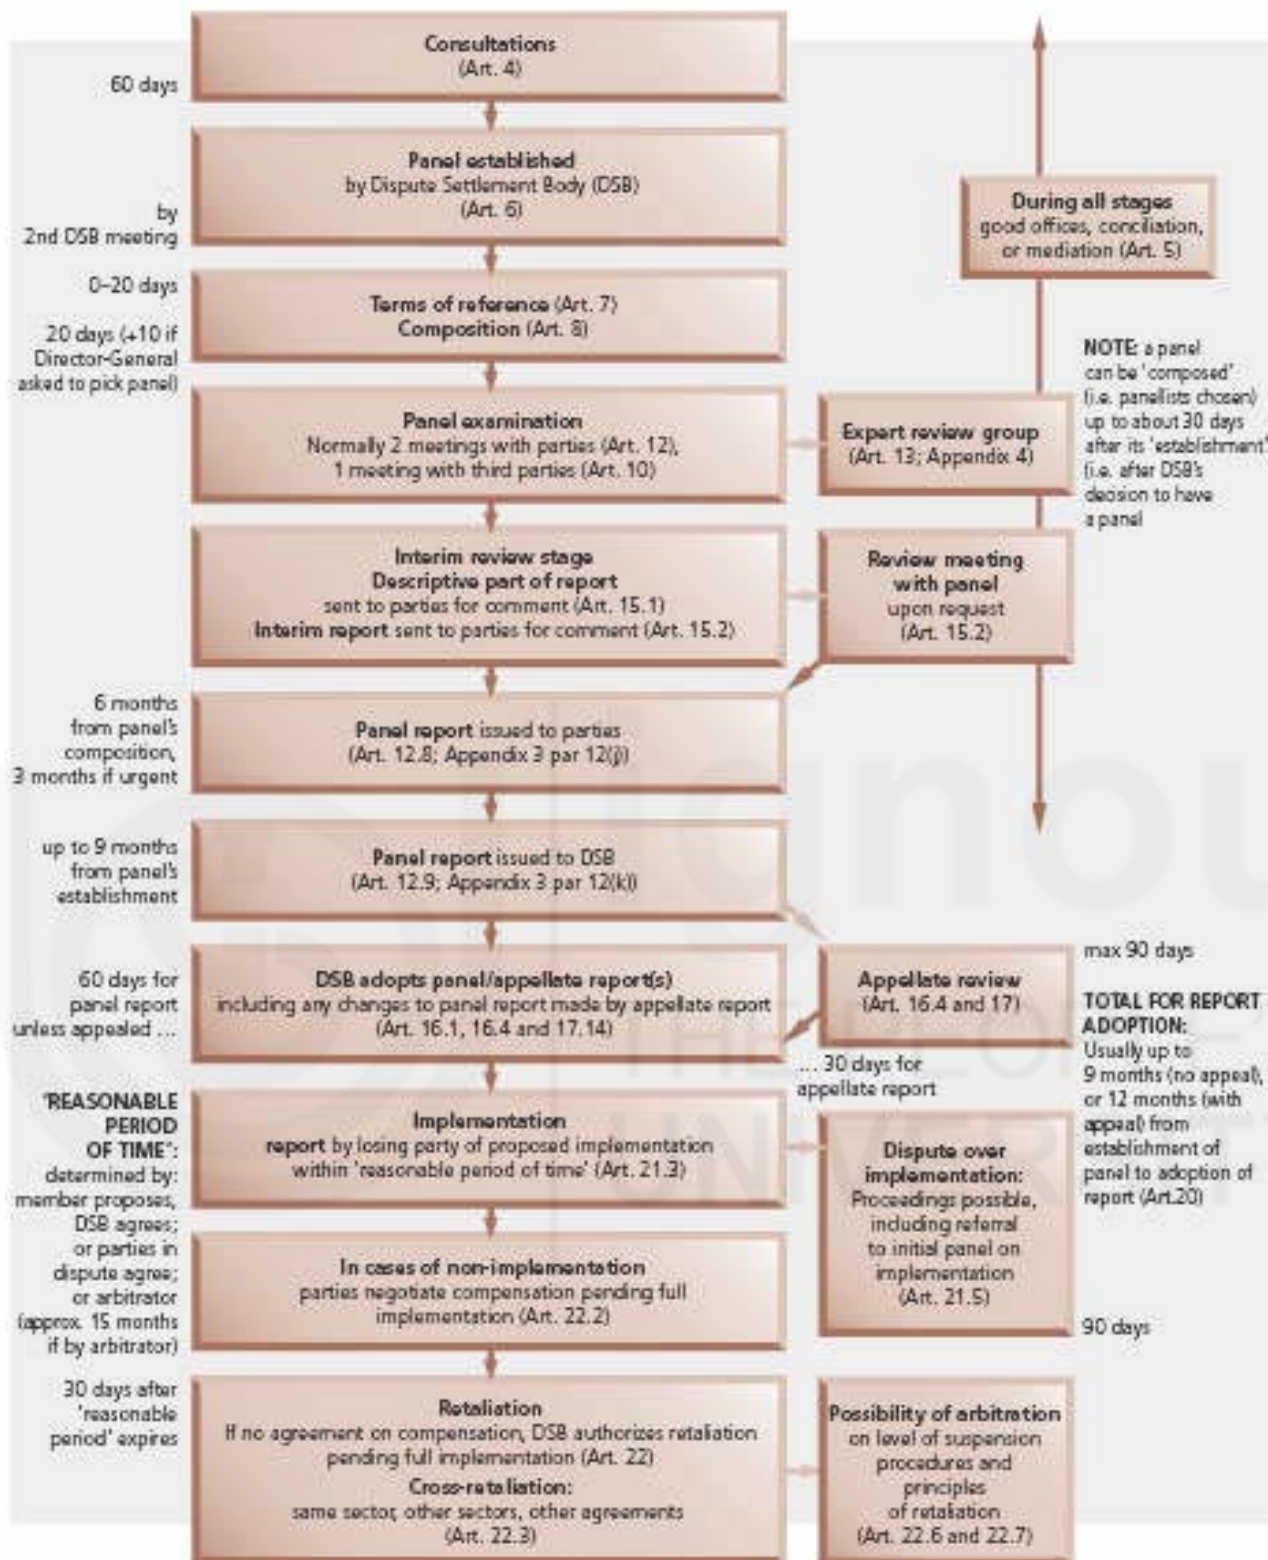 Consultations
(Art. 4)
60 days
Panel established
by Dispute Settlement Body (DSB)
(Art. 6)
by
2nd DSB meeting
During all stages
good offices, conciliation,
or mediation (Art. 5)
0–20 days
Terms of reference (Art. 7)
Composition (Art. 8)
20 days (+10 if
Director-General
asked to pick panel)
NOTE: a panel
can be 'composed'
(i.e. panellists chosen)
up to about 30 days
after its 'establishment'
(i.e. after DSB's
decision to have
a panel
Panel examination
Normally 2 meetings with parties (Art. 12),
1 meeting with third parties (Art. 10)
Expert review group
(Art. 13; Appendix 4)
Interim review stage
Descriptive part of report
sent to parties for comment (Art. 15.1)
Interim report sent to parties for comment (Art. 15.2)
Review meeting
with panel
upon request
(Art. 15.2)
6 months
from panel's
composition,
3 months if urgent
Panel report issued to parties
(Art. 12.8; Appendix 3 par 12(j))
up to 9 months
from panel's
establishment
Panel report issued to DSB
(Art. 12.9; Appendix 3 par 12(k))
60 days for
panel report
unless appealed ...
DSB adopts panel/appellate report(s)
including any changes to panel report made by appellate report
(Art. 16.1, 16.4 and 17.14)
Appellate review
(Art. 16.4 and 17)
max 90 days
... 30 days for
appellate report
TOTAL FOR REPORT
ADOPTION:
Usually up to
9 months (no appeal),
or 12 months (with
appeal) from
establishment of
panel to adoption of
report (Art.20)
'REASONABLE
PERIOD
OF TIME':
determined by:
member proposes,
DSB agrees;
or parties in
dispute agree;
or arbitrator
(approx. 15 months
if by arbitrator)
Implementation
report by losing party of proposed implementation
within 'reasonable period of time' (Art. 21.3)
Dispute over
implementation:
Proceedings possible,
including referral
to initial panel on
implementation
(Art. 21.5)
90 days
In cases of non-implementation
parties negotiate compensation pending full
implementation (Art. 22.2)
30 days after
'reasonable
period' expires
Retaliation
If no agreement on compensation, DSB authorizes retaliation
pending full implementation (Art. 22)
Cross-retaliation:
same sector, other sectors, other agreements
(Art. 22.3)
Possibility of arbitration
on level of suspension
procedures and
principles
of retaliation
(Art. 22.6 and 22.7)
ignou